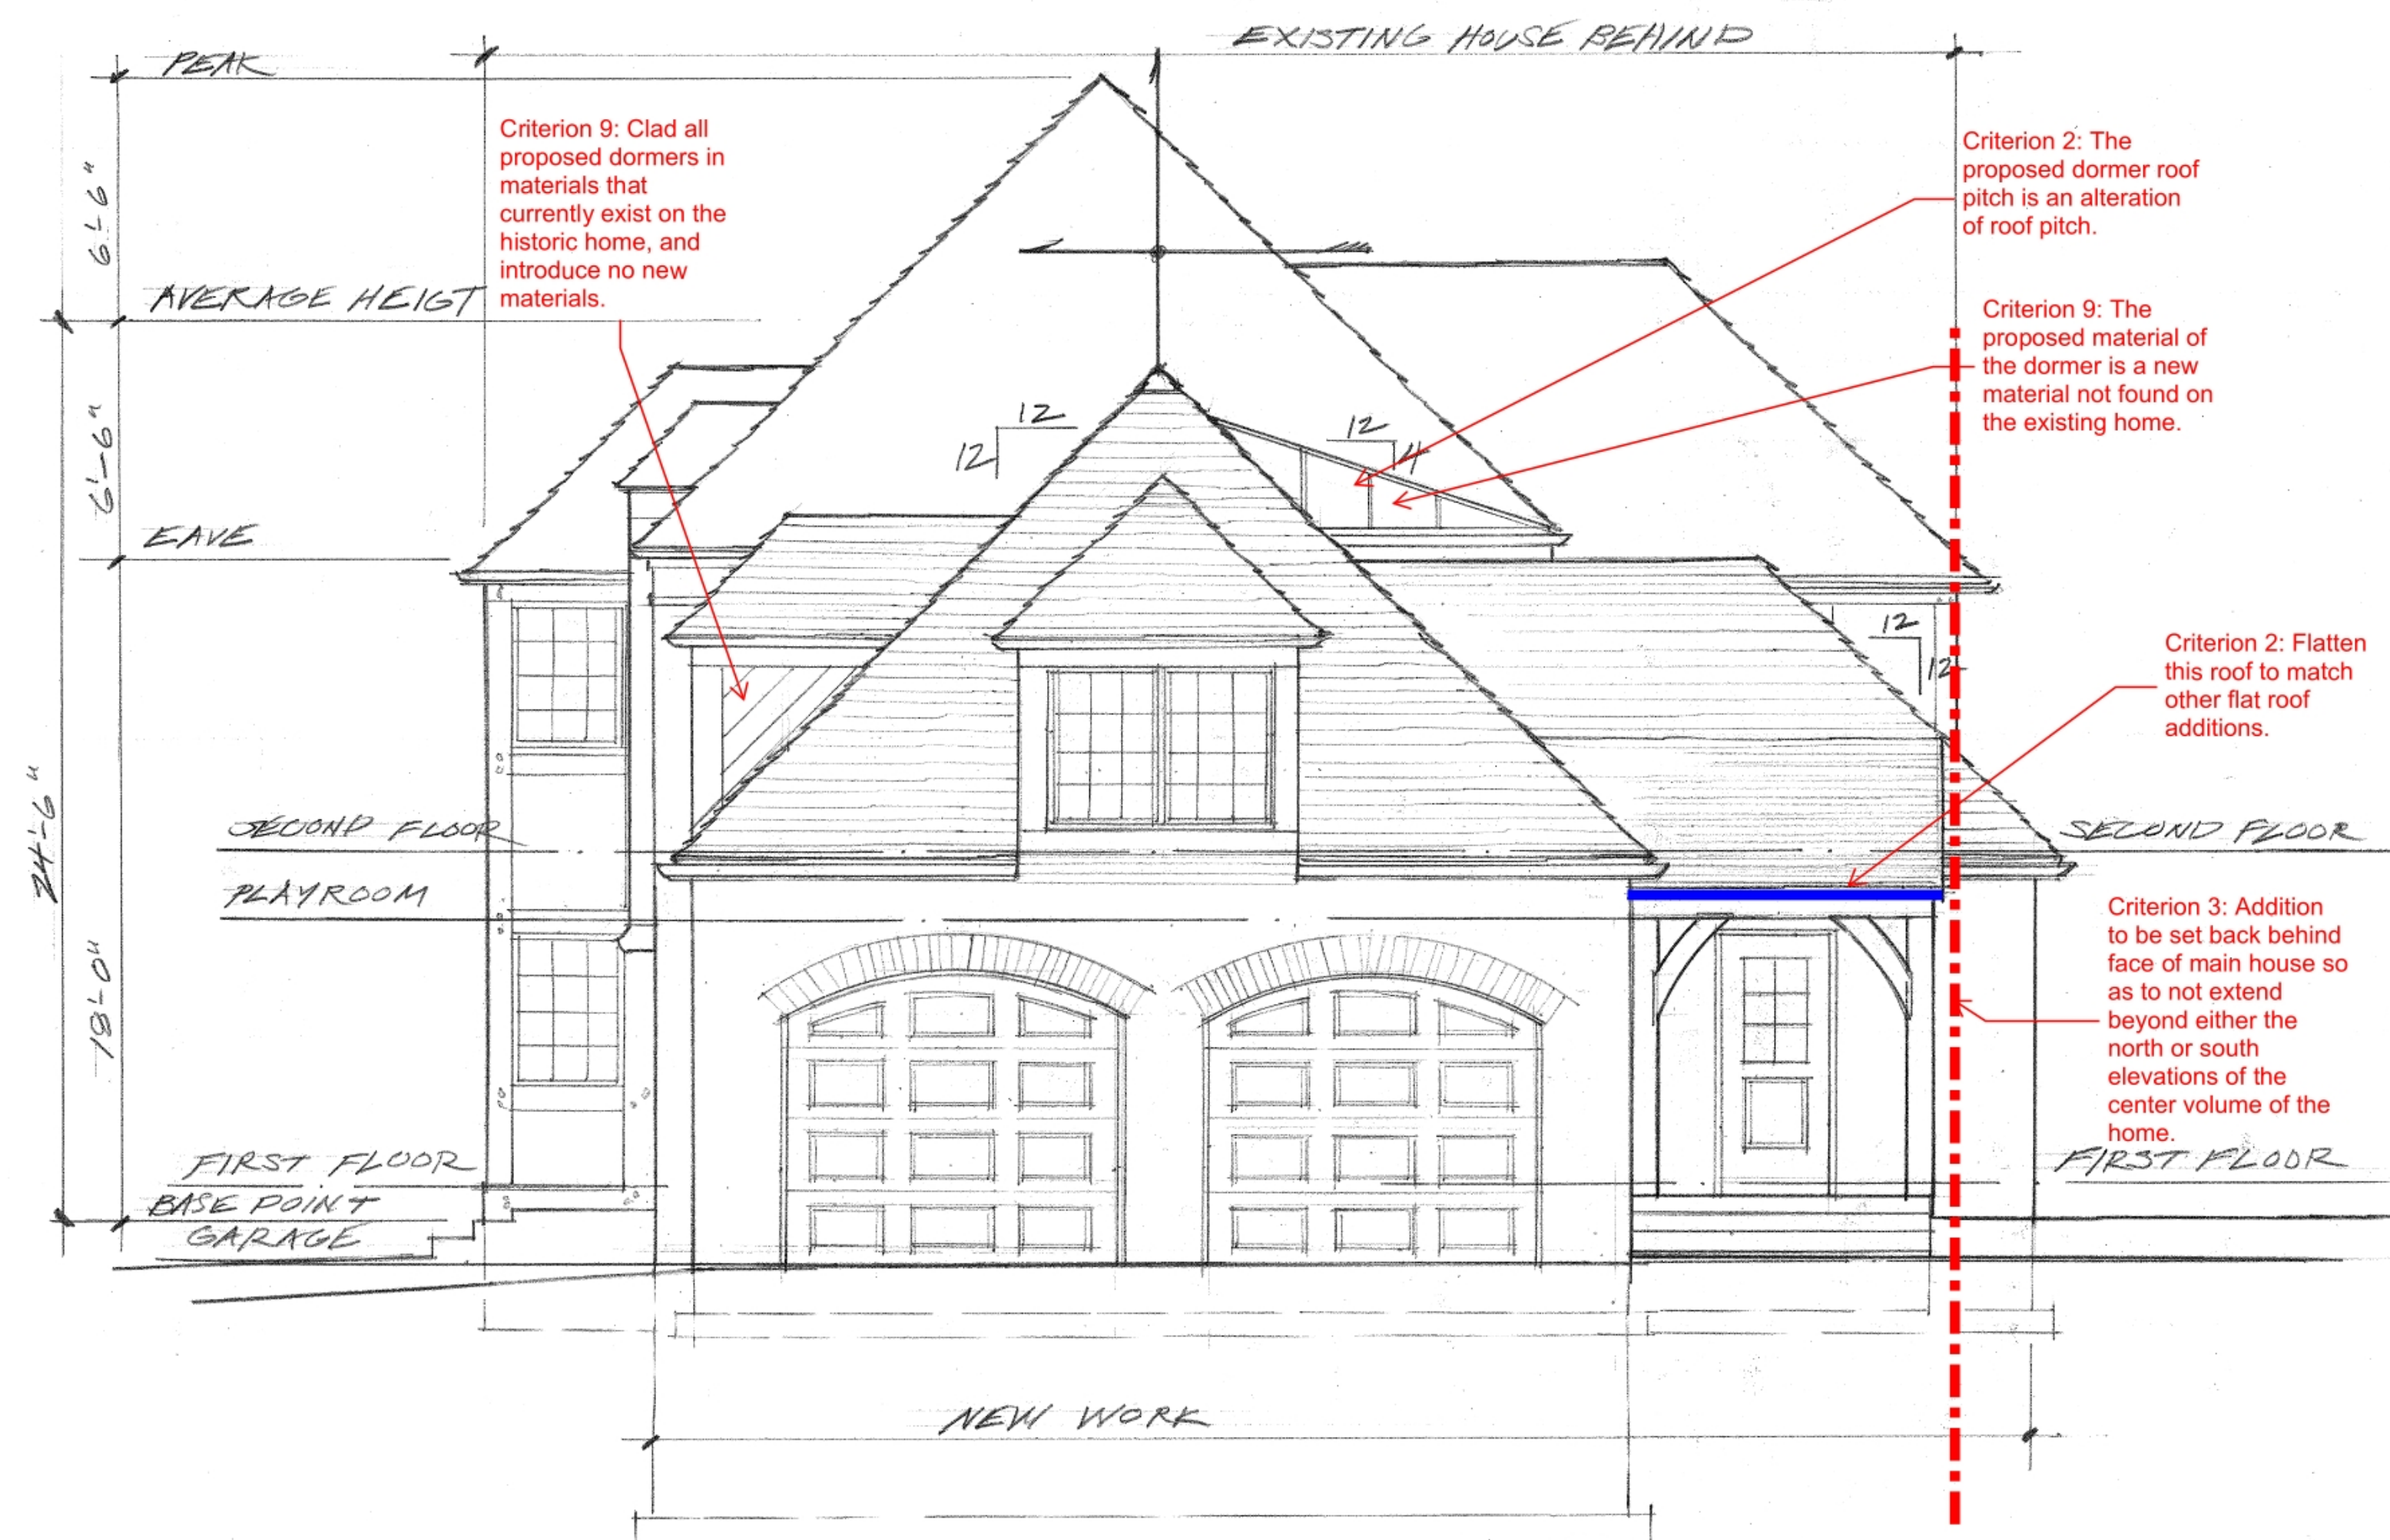 EXISTING HOUSE BEHIND
PEAK
Criterion 9: Clad all
proposed dormers in
materials that
currently exist on the
historic home, and
introduce no new
materials.
Criterion 2: The
proposed dormer roof
pitch is an alteration
of roof pitch.
6'-6"
AVERAGE HEIGT
Criterion 9: The
proposed material of
the dormer is a new
material not found on
the existing home.
12
12
12
4
6'-6"
EAVE
12
12
Criterion 2: Flatten
this roof to match
other flat roof
additions.
SECOND FLOOR
SECOND FLOOR
24'-6"
PLAYROOM
18'-0"
Criterion 3: Addition
to be set back behind
face of main house so
as to not extend
beyond either the
north or south
elevations of the
center volume of the
home.
FIRST FLOOR
FIRST FLOOR
BASE POINT
GARAGE
NEW WORK